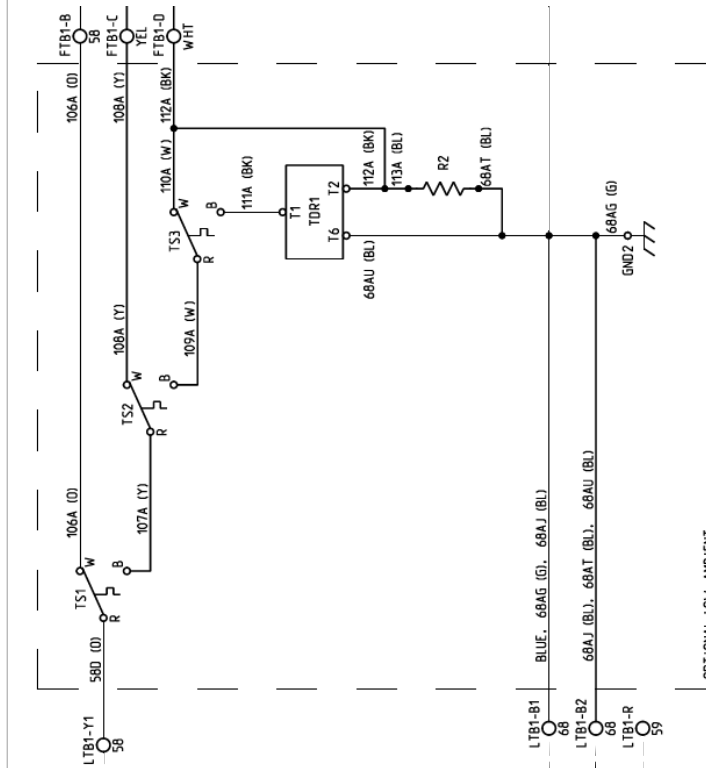 FTB1-B
58
FTB1-C
YEL
FTB1-D
WHT
106A (O)
108A (Y)
112A (BK)
110A (W)
111A (BK)
112A (BK)
113A (BL)
R2
68AT (BL)
W
B
TS3
R
T1
TDR1
T2
T6
68AU (BL)
68AG (G)
GND2
108A (Y)
109A (W)
W
B
TS2
R
106A (O)
107A (Y)
W
B
TS1
R
58D (O)
BLUE, 68AG (G), 68AJ (BL)
68AJ (BL), 68AT (BL), 68AU (BL)
LTB1-Y1
58
LTB1-B1
68
LTB1-B2
68
LTB1-R
59